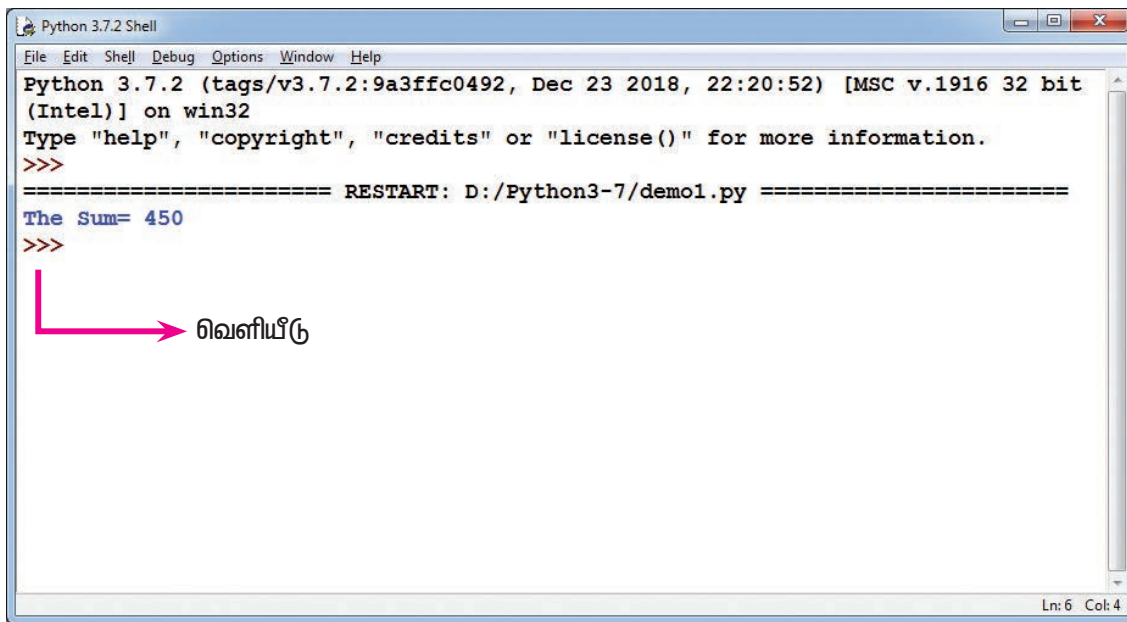 Python 3.7.2 Shell
File Edit Shell Debug Options Window Help
Python 3.7.2 (tags/v3.7.2:9a3ffc0492, Dec 23 2018, 22:20:52) [MSC v.1916 32 bit
(Intel)] on win32
Type "help", "copyright", "credits" or "license()" for more information.
>>>
======================= RESTART: D:/Python3-7/demo1.py =======================
The Sum= 450
>>>
வெளியீடு
Ln: 6 Col: 4